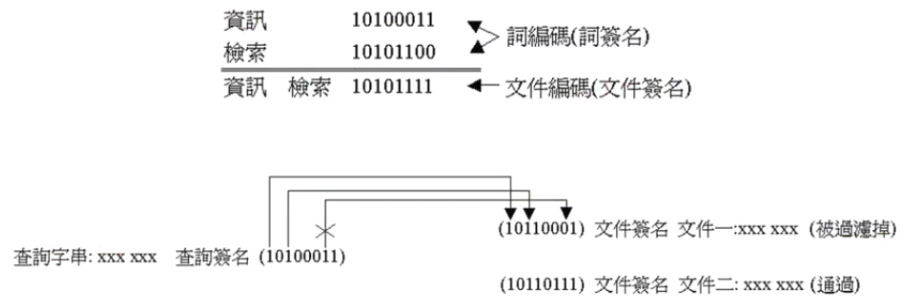 資訊 10100011
詞編碼(詞簽名)
檢索 10101100
資訊 檢索 10101111 文件編碼(文件簽名)
(10110001) 文件簽名 文件一:xxx xxx (被過濾掉)
查詢字串: xxx xxx 查詢簽名 (10100011)
(10110111) 文件簽名 文件二: xxx xxx (通過)